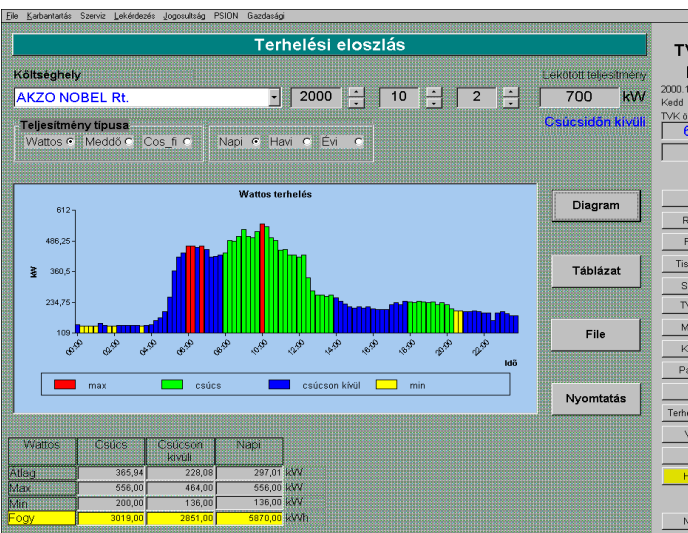 File Karbantartás Szerviz Lekérdezés Jogosultság PSION Gazdasági
Terhelési eloszlás
Költséghely
Lekötött teljesítmény
AKZO NOBEL Rt. 2000 10 2 700 kW
Csúcsidőn kívüli
Teljesítmény típusa
Wattos Meddő Cos_fi Napi Havi Évi
Wattos terhelés
kW
612
486,25
360,5
234,75
109
00:00 02:00 04:00 06:00 08:00 10:00 12:00 14:00 16:00 18:00 20:00 22:00
Idő
max csúcs csúcson kívül min
Diagram
Táblázat
File
Nyomtatás
Wattos Csúcs Csúcson kívüli Napi
Átlag 365,94 228,08 297,01 kW
Max 556,00 464,00 556,00 kW
Min 200,00 136,00 136,00 kW
Fogy 3019,00 2851,00 5870,00 kWh
2000.1
Kedd
TVK ö
6